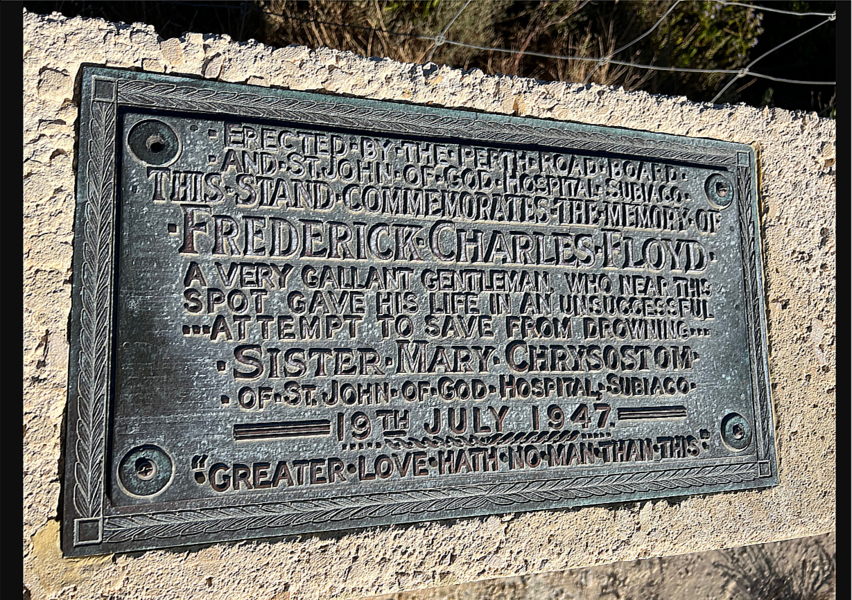 ERECTED·BY·THE·PERTH·ROAD·BOARD·
·AND·ST.JOHN·OF·GOD·HOSPITAL·SUBIACO·
THIS·STAND·COMMEMORATES·THE·MEMORY·OF
·FREDERICK·CHARLES·FLOYD·
A VERY GALLANT GENTLEMAN, WHO NEAR THIS
SPOT GAVE HIS LIFE IN AN UNSUCCESSFUL
...ATTEMPT TO SAVE FROM DROWNING...
·SISTER·MARY·CHRYSOSTOM·
·OF·ST.JOHN·OF·GOD·HOSPITAL, SUBIACO·
19TH JULY 1947.
"GREATER·LOVE·HATH·NO·MAN·THAN·THIS"